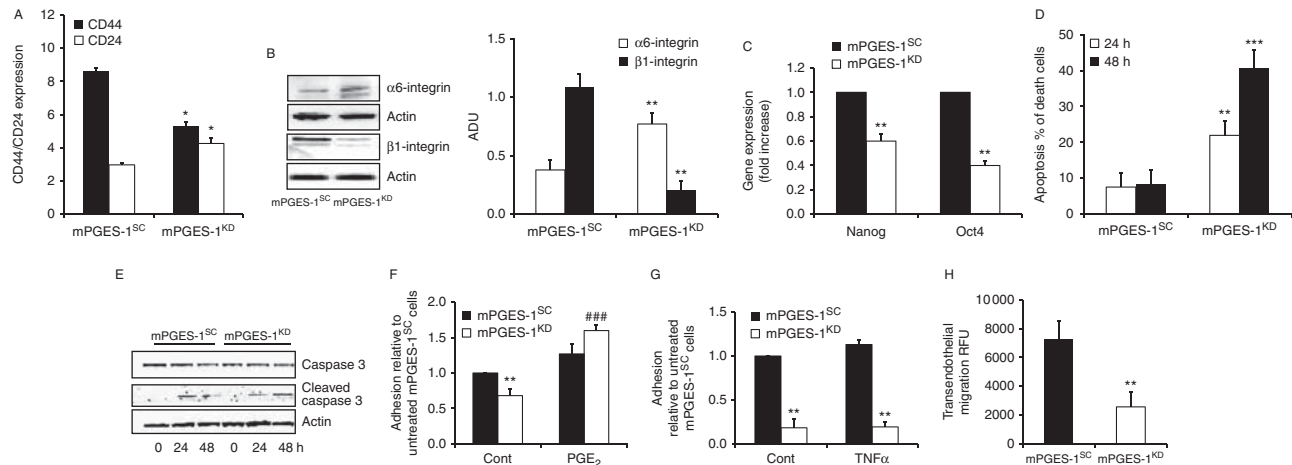 A
CD44/CD24 expression
12
10
8
6
4
2
0
CD44
CD24
*
*
mPGES-1SC
mPGES-1KD
B
α6-integrin
Actin
β1-integrin
Actin
mPGES-1SC mPGES-1KD
ADU
1.5
1.0
0.5
0.0
α6-integrin
β1-integrin
**
**
mPGES-1SC
mPGES-1KD
C
Gene expression
(fold increase)
1.2
1.0
0.8
0.6
0.4
0.2
0.0
mPGES-1SC
mPGES-1KD
**
**
Nanog
Oct4
D
Apoptosis % of death cells
60
50
40
30
20
10
0
24 h
48 h
**
***
mPGES-1SC
mPGES-1KD
E
mPGES-1SC
mPGES-1KD
Caspase 3
Cleaved
caspase 3
Actin
0 24 48 0 24 48 h
F
Adhesion relative to
untreated mPGES-1SC cells
2.0
1.5
1.0
0.5
0.0
mPGES-1SC
mPGES-1KD
**
###
Cont
PGE2
G
Adhesion
relative to untreated
mPGES-1SC cells
1.5
1.0
0.5
0.0
mPGES-1SC
mPGES-1KD
**
**
Cont
TNFα
H
Transendothelial
migration RFU
10 000
8000
6000
4000
2000
0
**
mPGES-1SC
mPGES-1KD